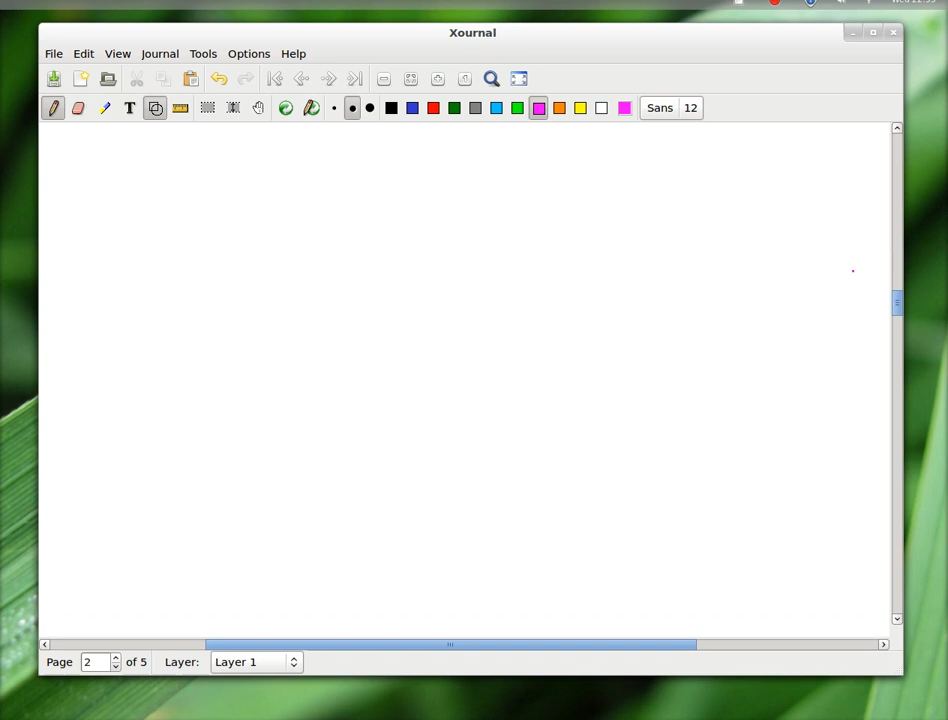 Xournal
File Edit View Journal Tools Options Help
T Sans 12
Page 2 of 5 Layer: Layer 1